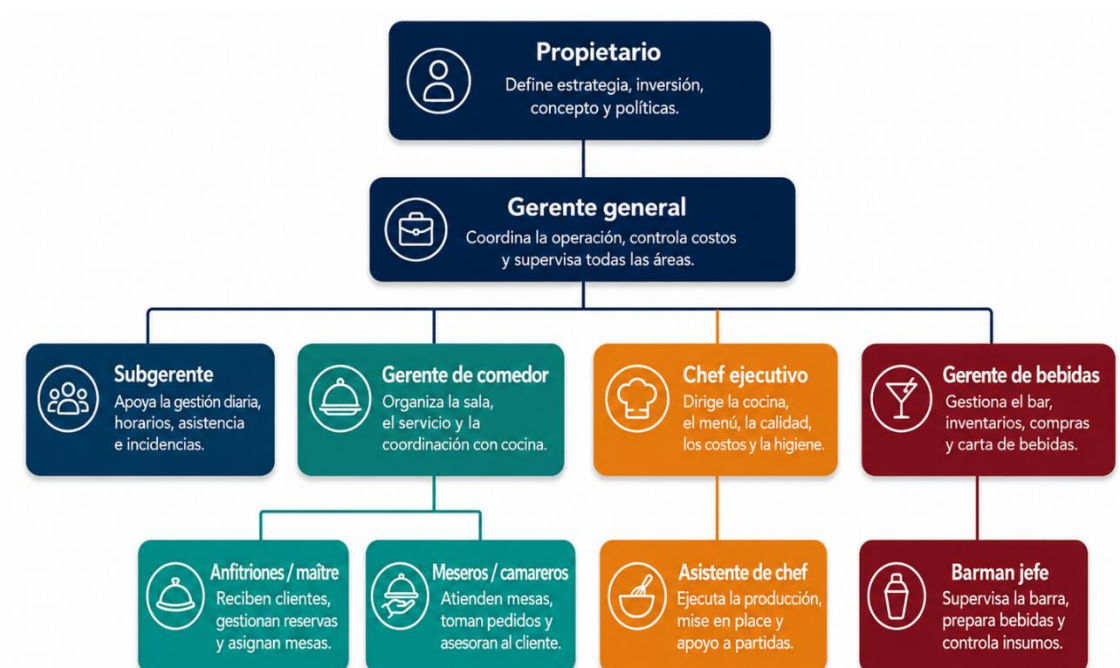 Propietario
Define estrategia, inversión,
concepto y políticas.
Gerente general
Coordina la operación, controla costos
y supervisa todas las áreas.
Subgerente
Apoya la gestión diaria,
horarios, asistencia
e incidencias.
Gerente de comedor
Organiza la sala,
el servicio y la
coordinación con cocina.
Chef ejecutivo
Dirige la cocina,
el menú, la calidad,
los costos y la higiene.
Gerente de bebidas
Gestiona el bar,
inventarios, compras
y carta de bebidas.
Anfitriones / maître
Reciben clientes,
gestionan reservas
y asignan mesas.
Meseros / camareros
Atienden mesas,
toman pedidos y
asesoran al cliente.
Asistente de chef
Ejecuta la producción,
mise en place y
apoyo a partidas.
Barman jefe
Supervisa la barra,
prepara bebidas y
controla insumos.